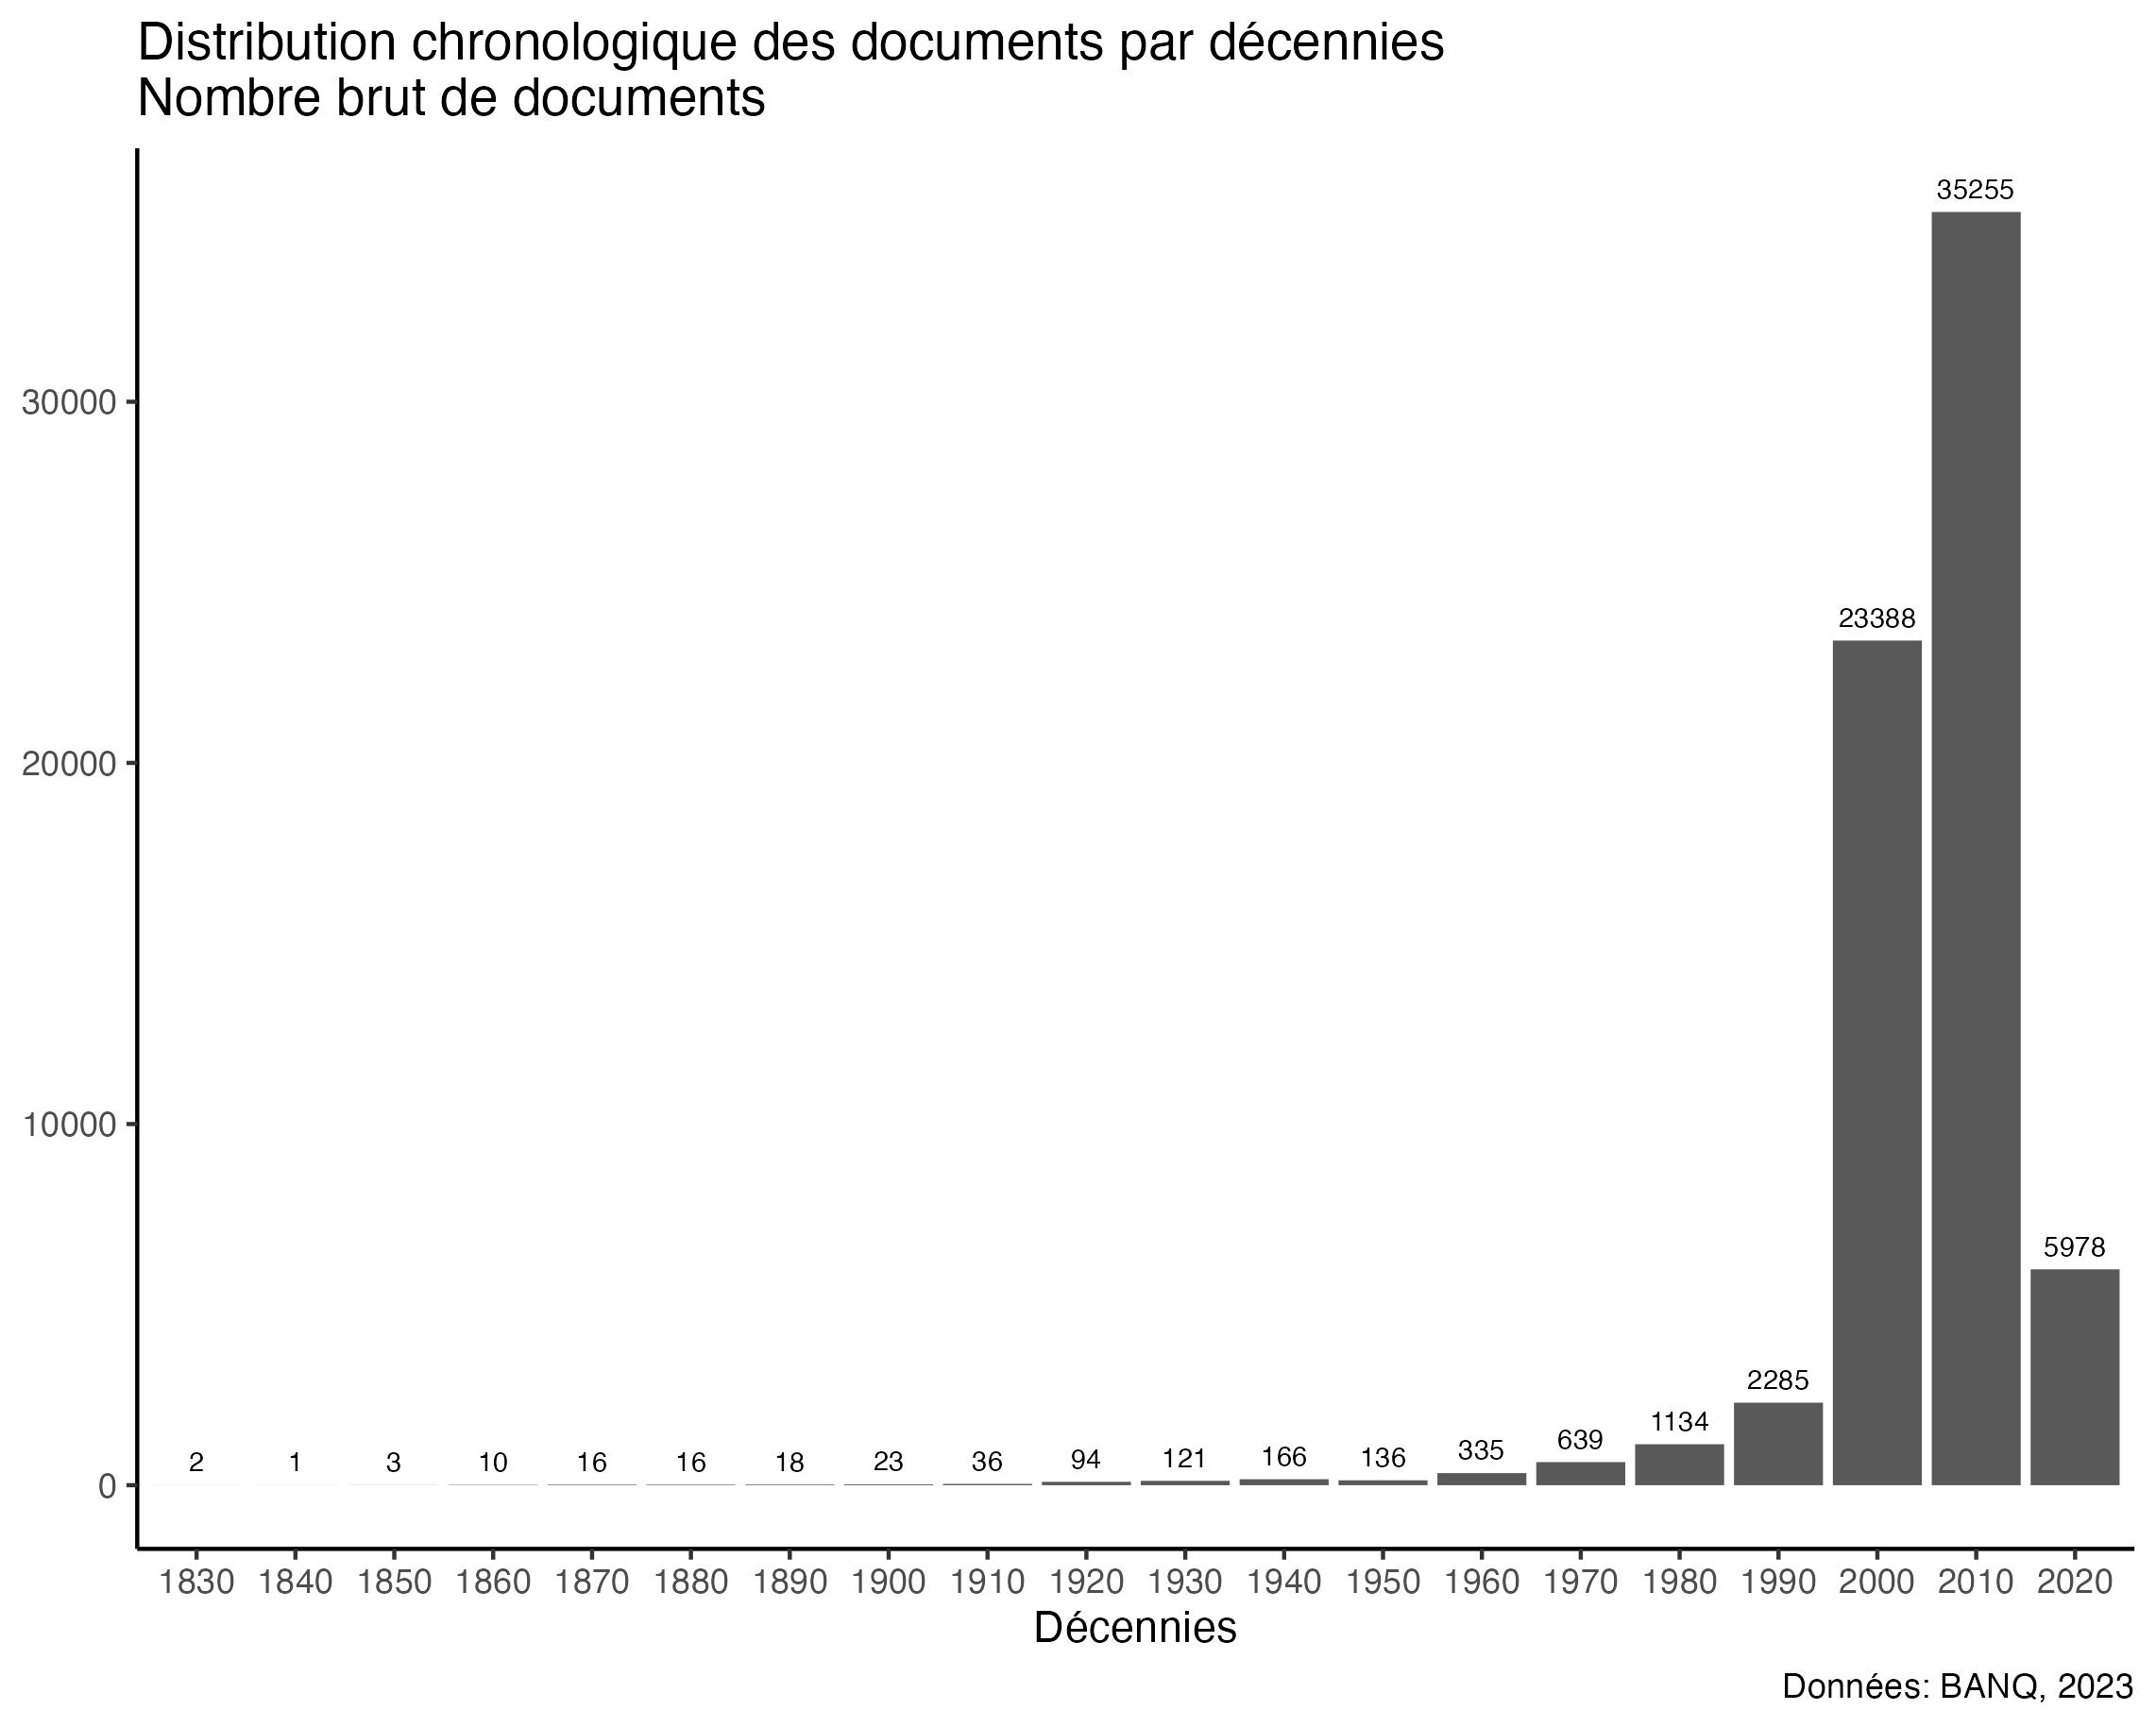 Distribution chronologique des documents par décennies
Nombre brut de documents
35255
30000
23388
20000
10000
5978
2285
1134
639
335
2 1 3 10 16 16 18 23 36 94 121 166 136
0
1830 1840 1850 1860 1870 1880 1890 1900 1910 1920 1930 1940 1950 1960 1970 1980 1990 2000 2010 2020
Décennies
Données: BANQ, 2023